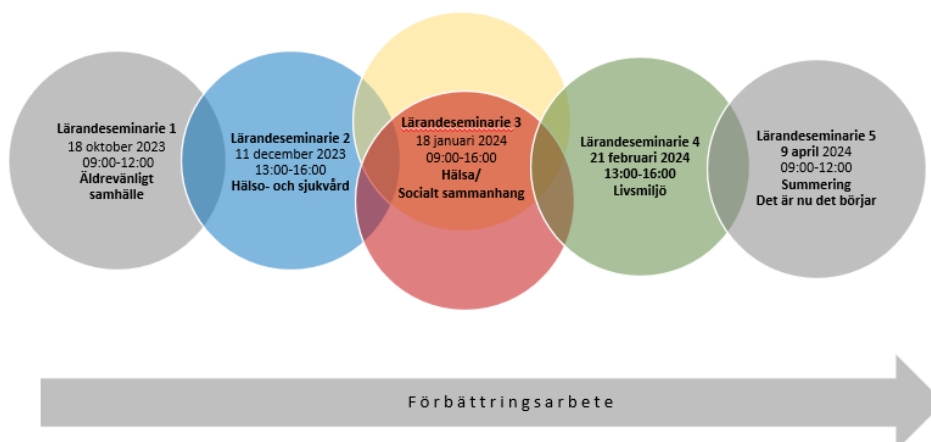 Lärandeseminarie 1
18 oktober 2023
09:00-12:00
Äldrevänligt
samhälle
Lärandeseminarie 2
11 december 2023
13:00-16:00
Hälso- och sjukvård
Lärandeseminarie 3
18 januari 2024
09:00-16:00
Hälsa/
Socialt sammanhang
Lärandeseminarie 4
21 februari 2024
13:00-16:00
Livsmiljö
Lärandeseminarie 5
9 april 2024
09:00-12:00
Summering
Det är nu det börjar
Förbättringsarbete